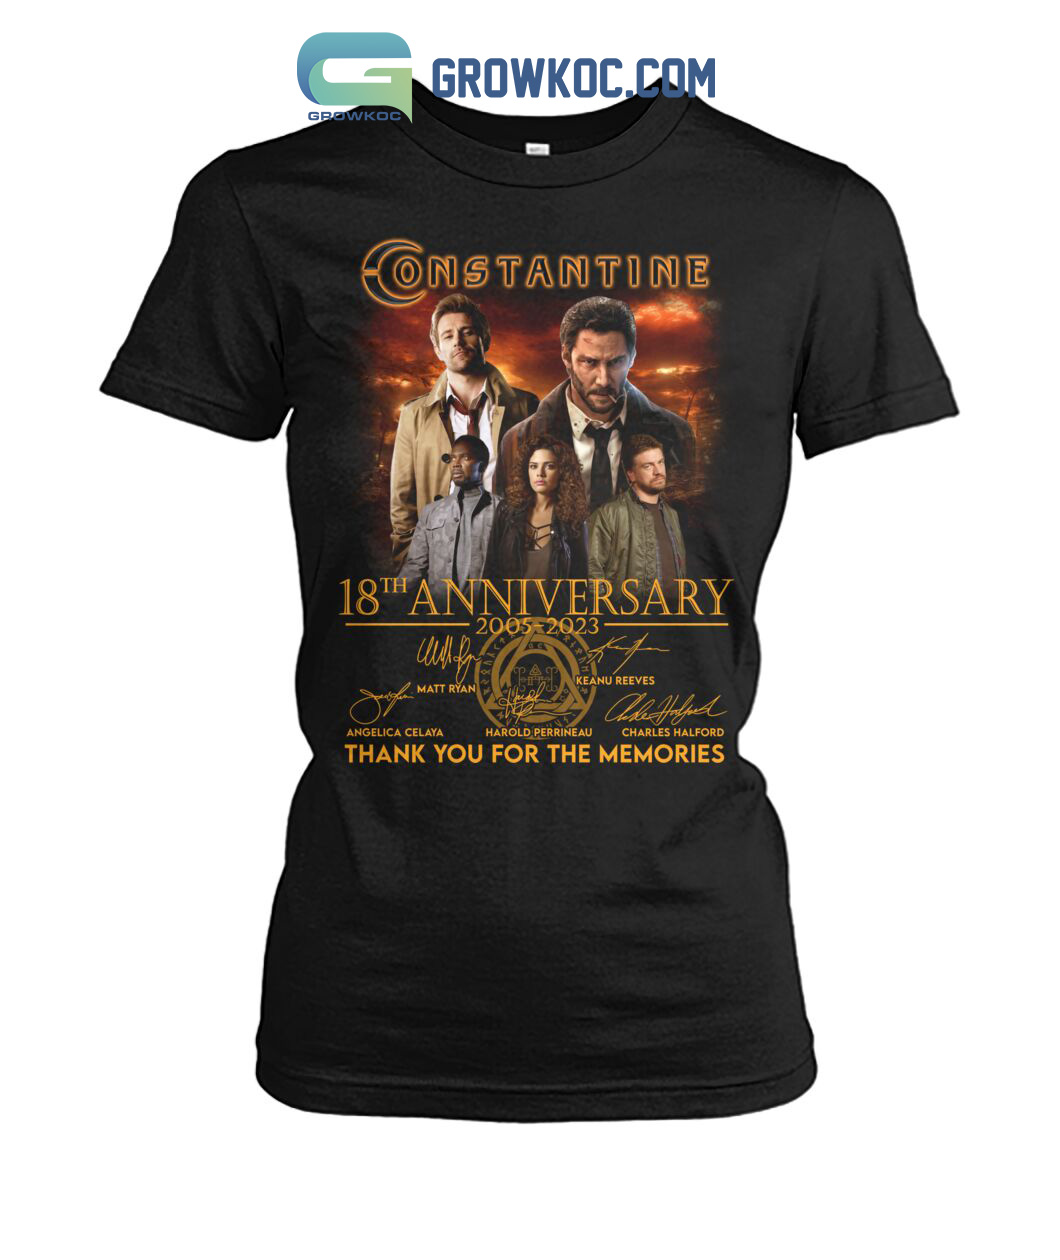 GROWKOC.COM
GROWKOC
CONSTANTINE
18TH ANNIVERSARY
2005-2023
MATT RYAN
KEANU REEVES
ANGELICA CELAYA
HAROLD PERRINEAU
CHARLES HALFORD
THANK YOU FOR THE MEMORIES